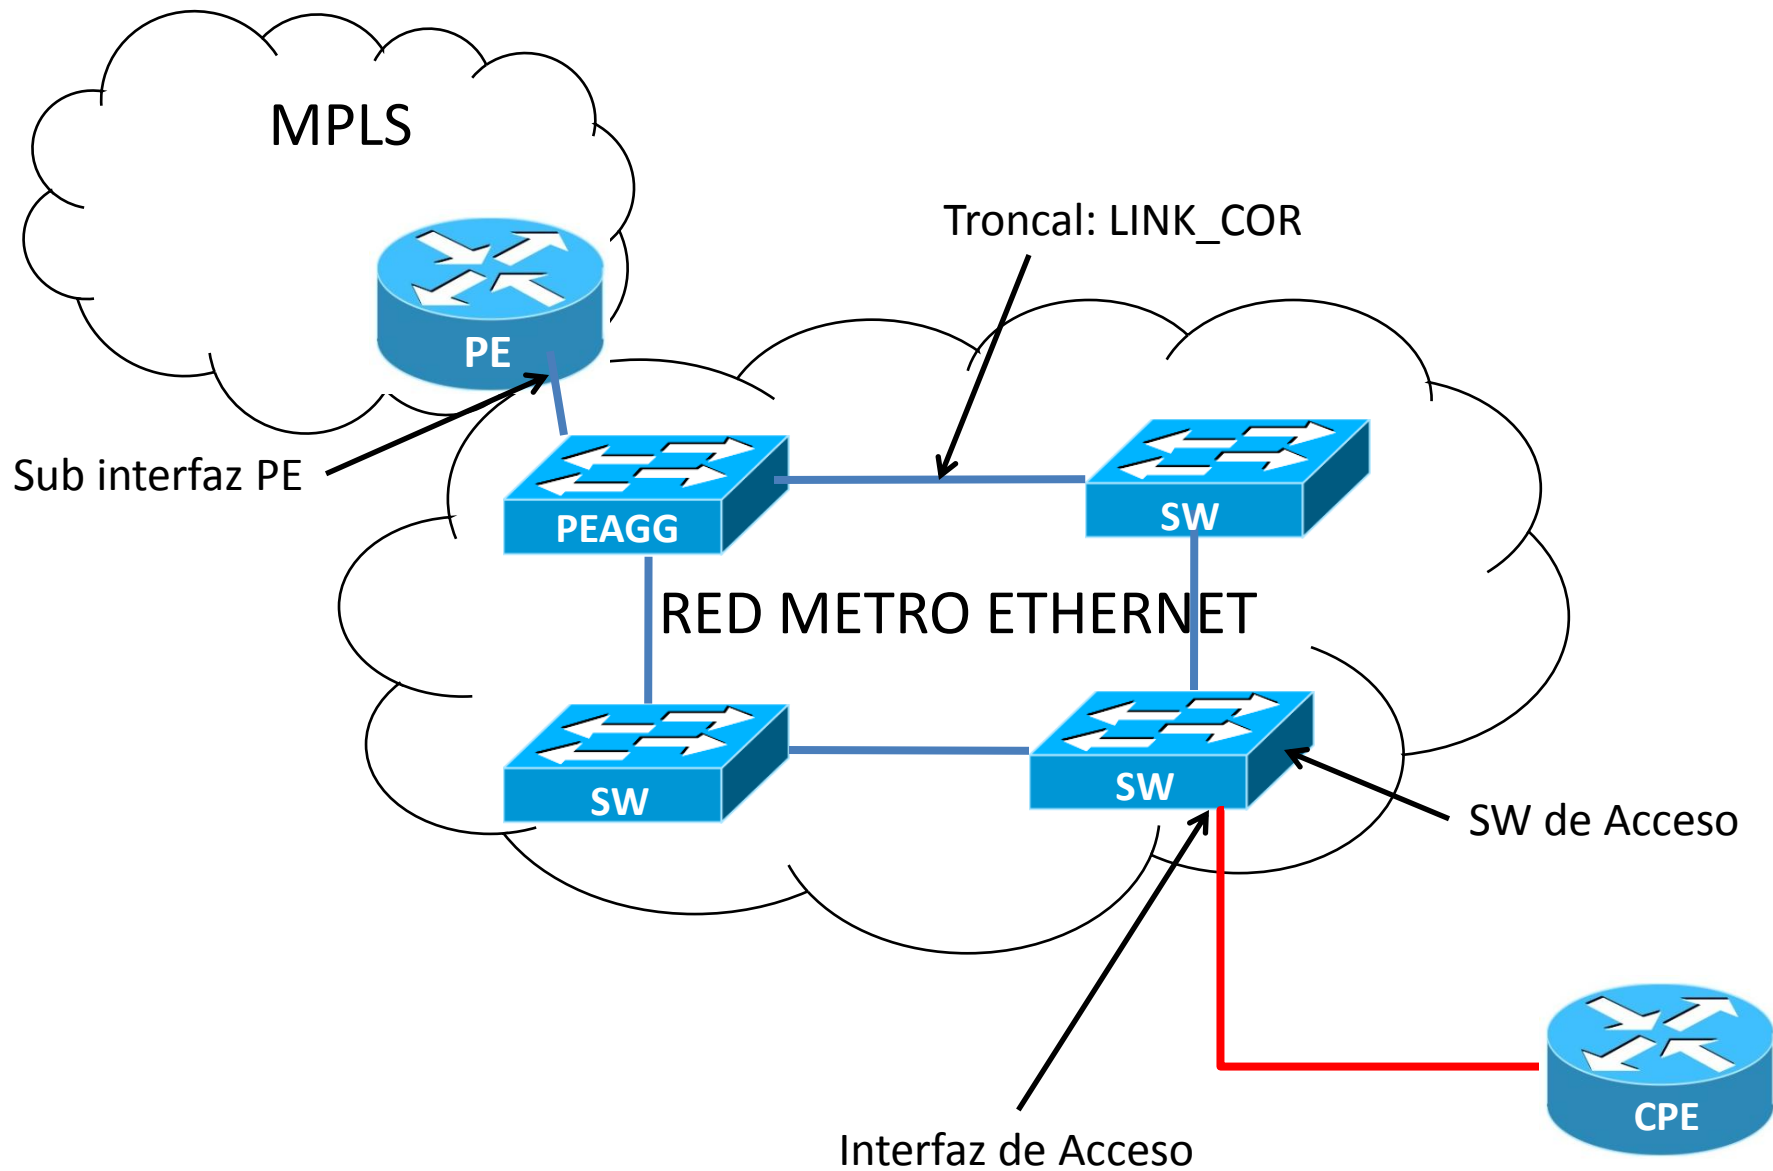 MPLS
Troncal: LINK_COR
PE
Sub interfaz PE
PEAGG
SW
RED METRO ETHERNET
SW
SW
SW de Acceso
CPE
Interfaz de Acceso